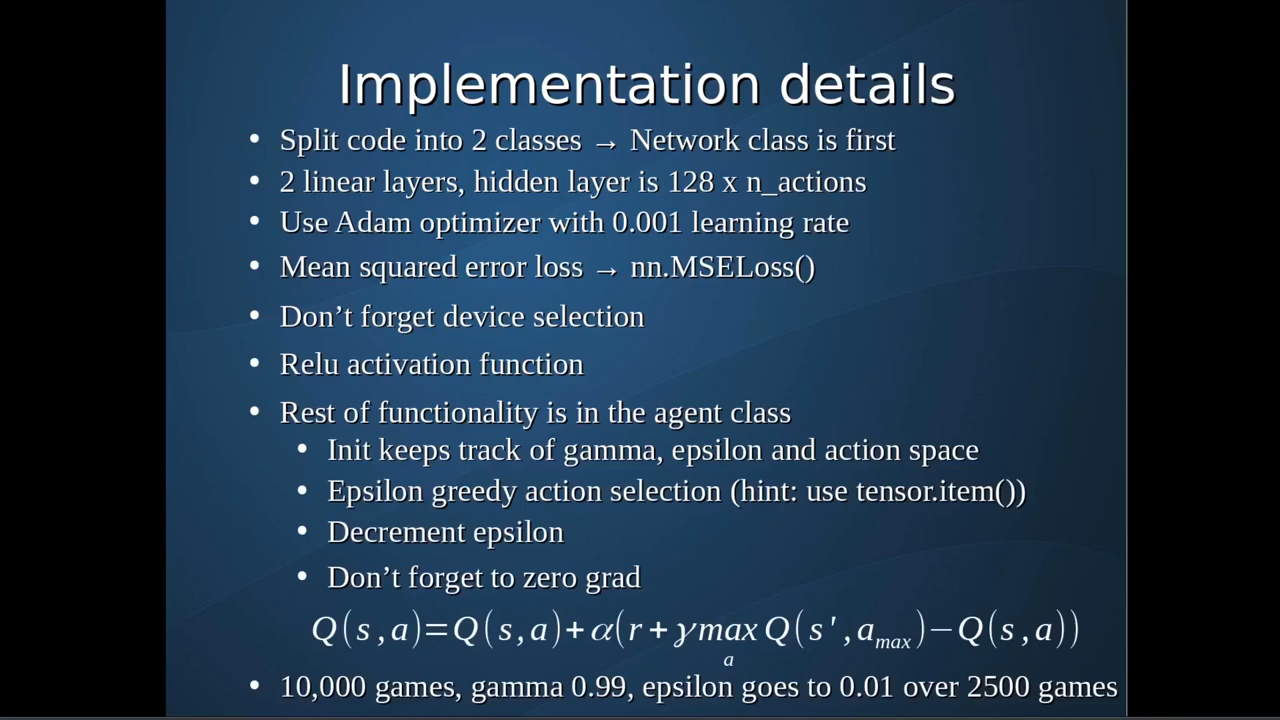 Implementation details
• Split code into 2 classes → Network class is first
• 2 linear layers, hidden layer is 128 x n_actions
• Use Adam optimizer with 0.001 learning rate
• Mean squared error loss → nn.MSELoss()
• Don’t forget device selection
• Relu activation function
• Rest of functionality is in the agent class
• Init keeps track of gamma, epsilon and action space
• Epsilon greedy action selection (hint: use tensor.item())
• Decrement epsilon
• Don’t forget to zero grad
Q(s,a)=Q(s,a)+α(r+γmax Q(s',a_max)−Q(s,a))
a
• 10,000 games, gamma 0.99, epsilon goes to 0.01 over 2500 games